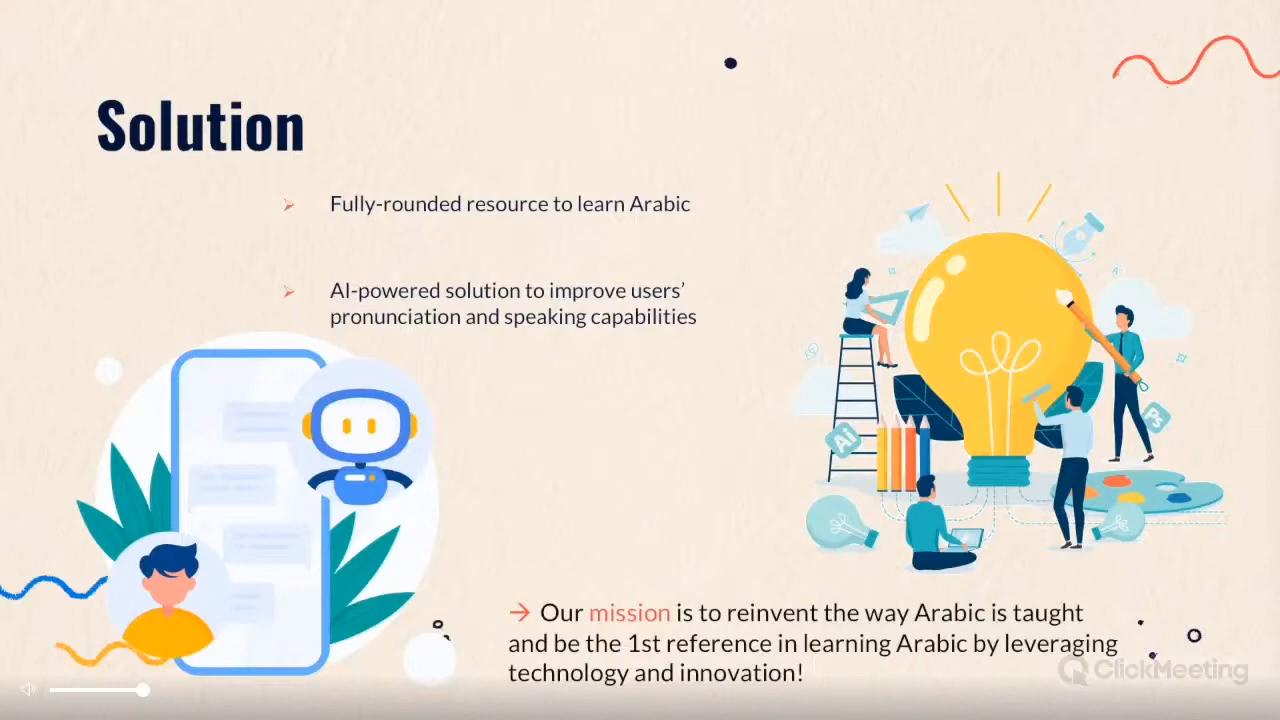 Solution
Fully-rounded resource to learn Arabic
AI-powered solution to improve users’
pronunciation and speaking capabilities
Ai
Ps
→ Our mission is to reinvent the way Arabic is taught
and be the 1st reference in learning Arabic by leveraging
technology and innovation!
ClickMeeting